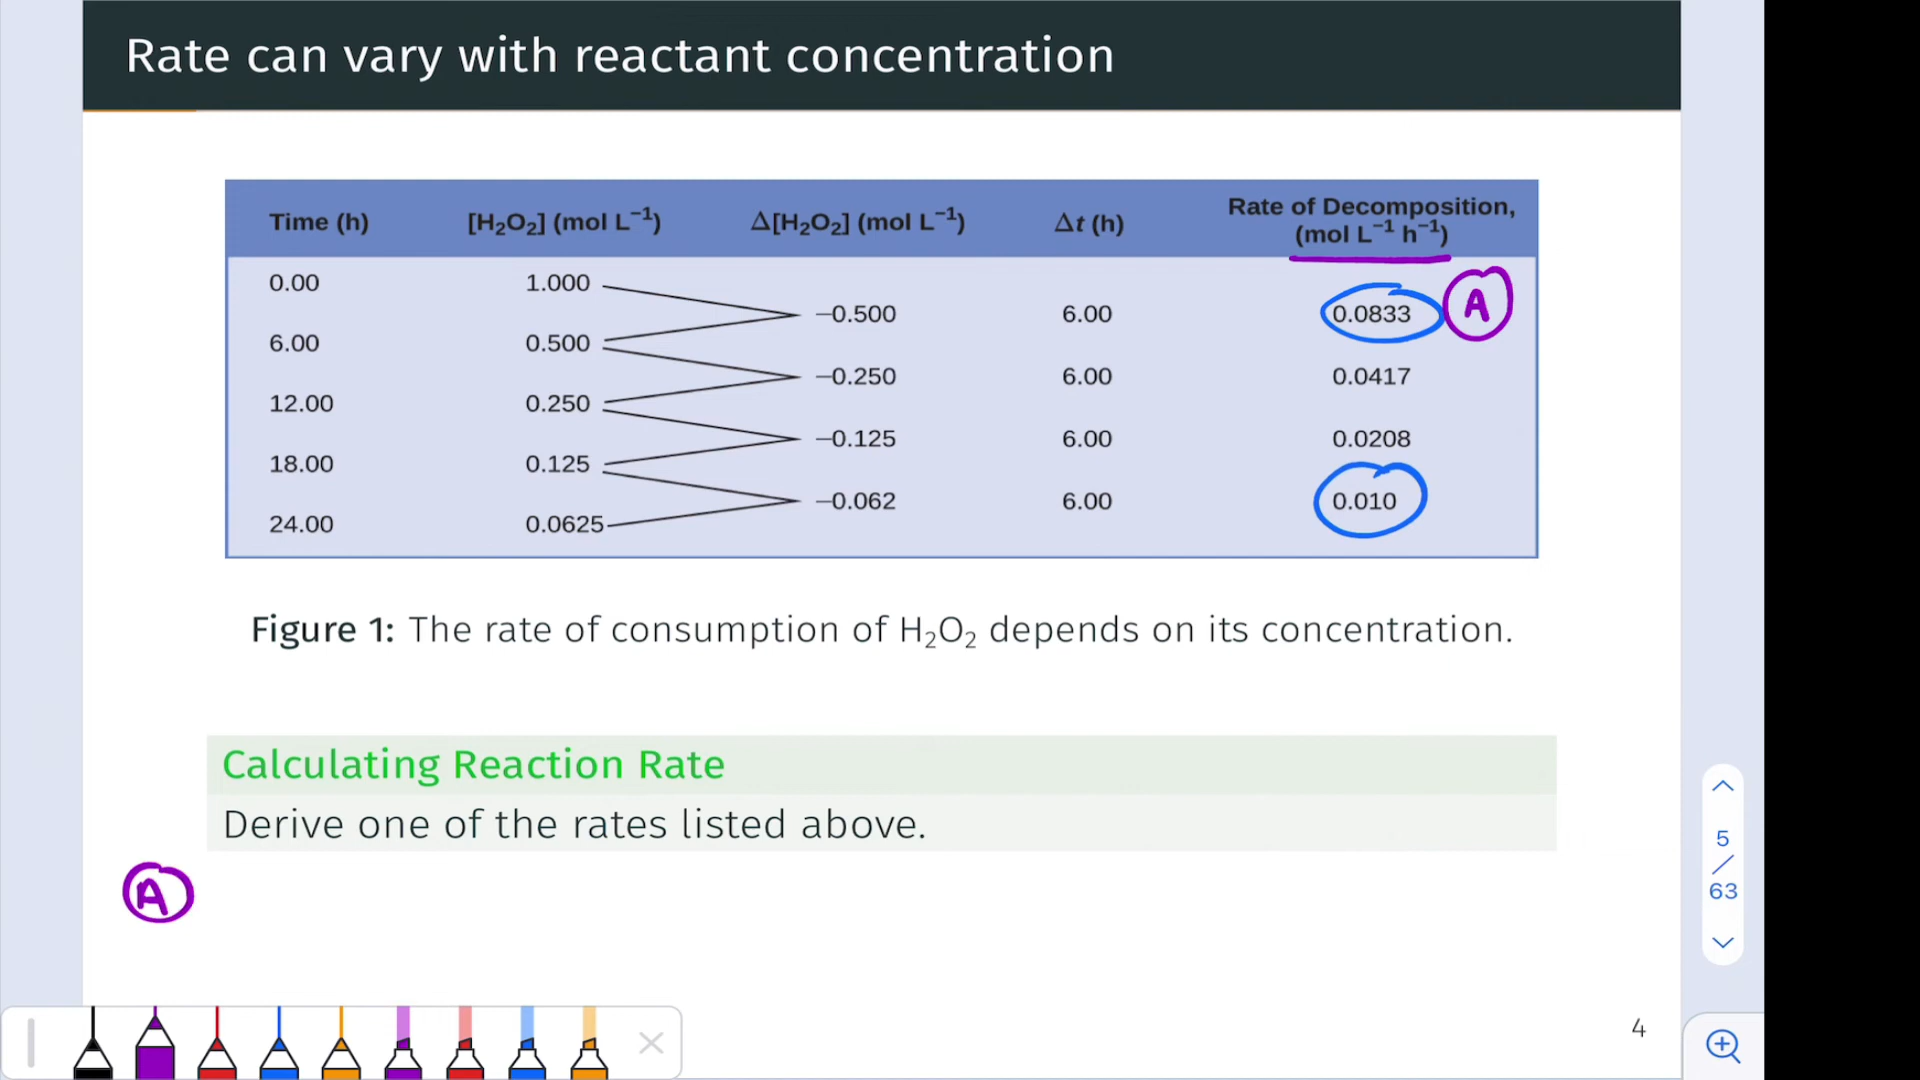 Rate can vary with reactant concentration
Time (h) [H₂O₂] (mol L⁻¹) Δ[H₂O₂] (mol L⁻¹) Δt (h) Rate of Decomposition, (mol L⁻¹ h⁻¹)
0.00 1.000
−0.500 6.00 0.0833 A
6.00 0.500
−0.250 6.00 0.0417
12.00 0.250
−0.125 6.00 0.0208
18.00 0.125
−0.062 6.00 0.010
24.00 0.0625
Figure 1: The rate of consumption of H₂O₂ depends on its concentration.
Calculating Reaction Rate
Derive one of the rates listed above.
A
4
5
/
63